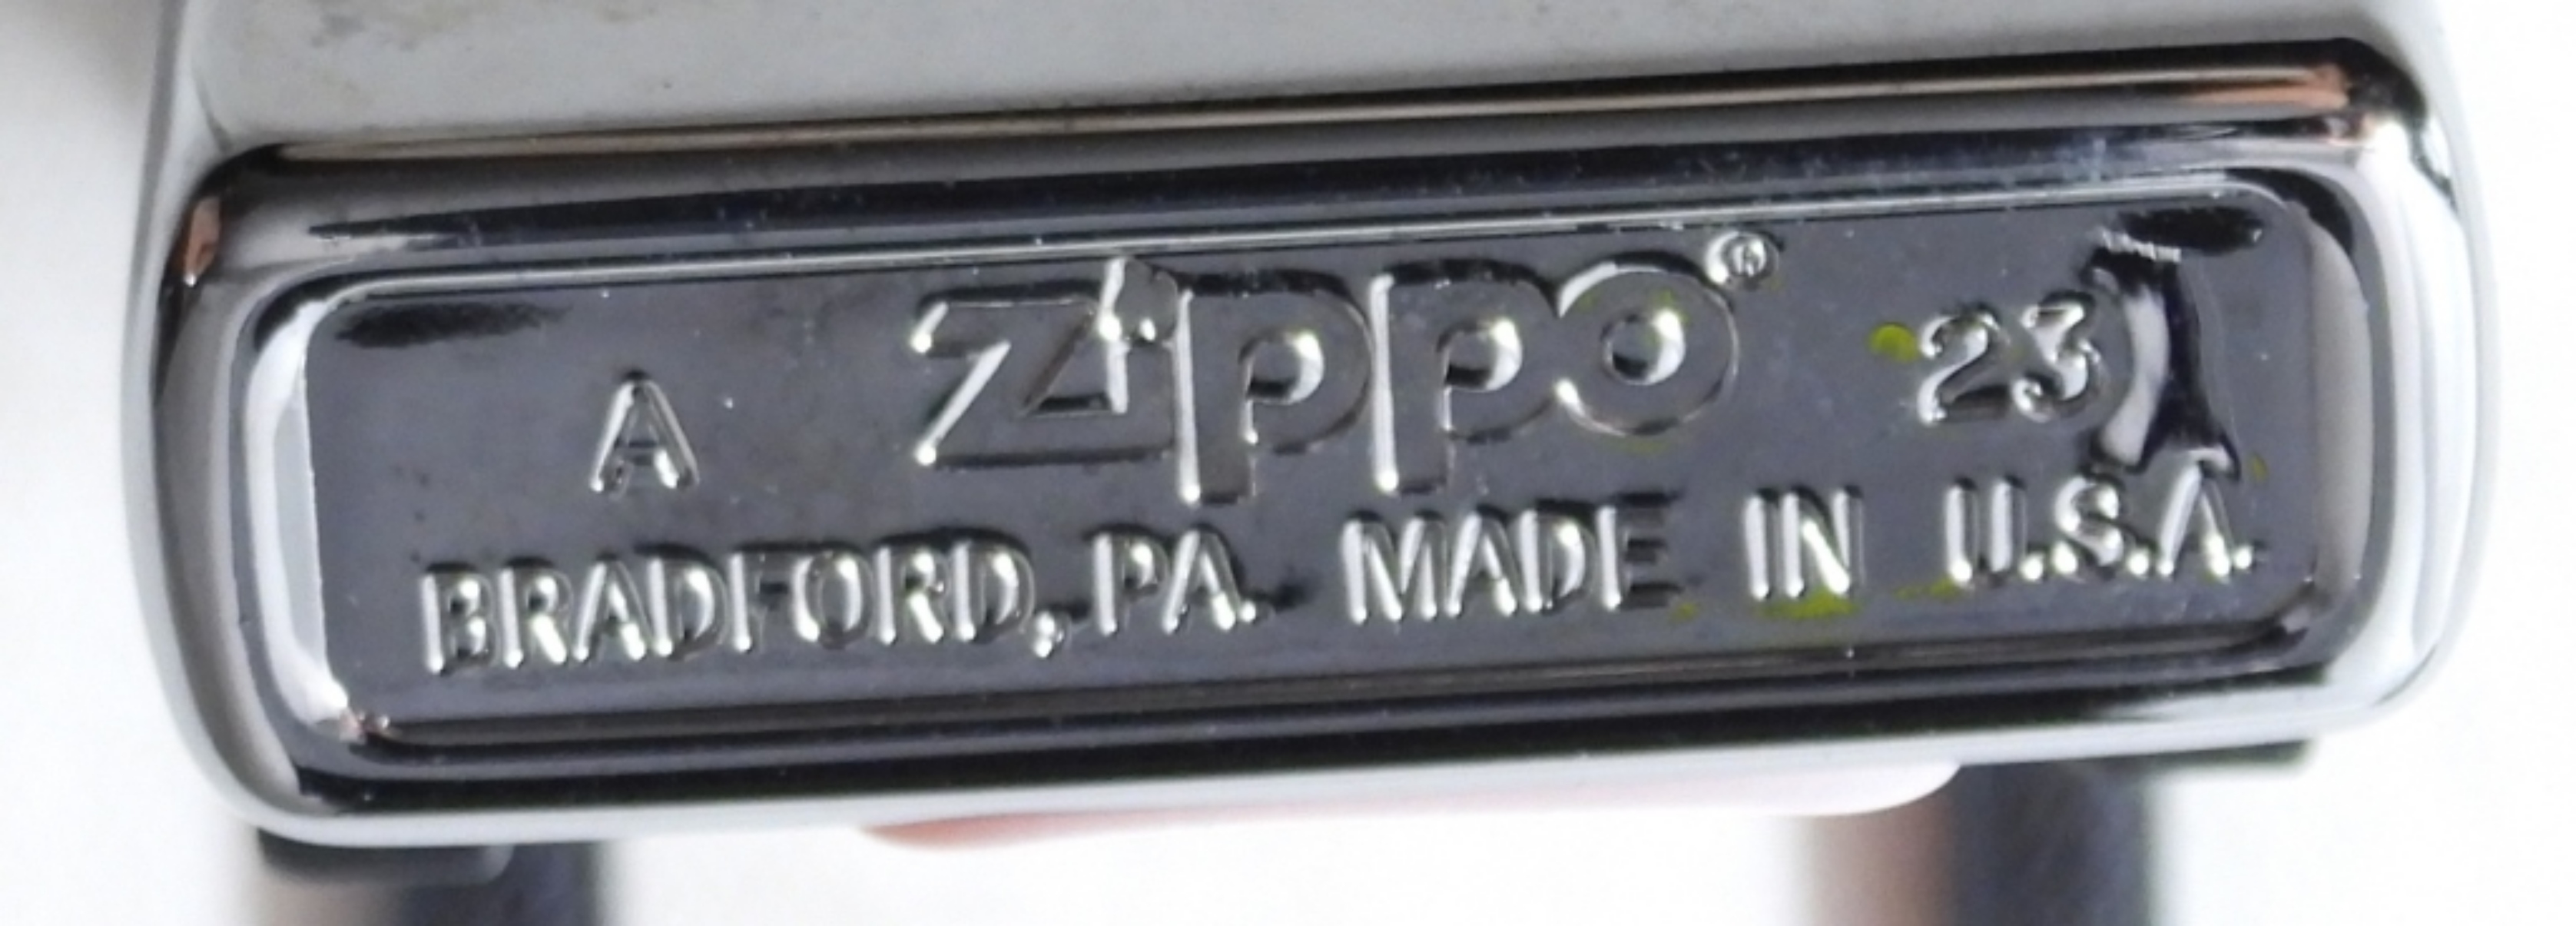 A Zippo® 23
BRADFORD, PA. MADE IN U.S.A.